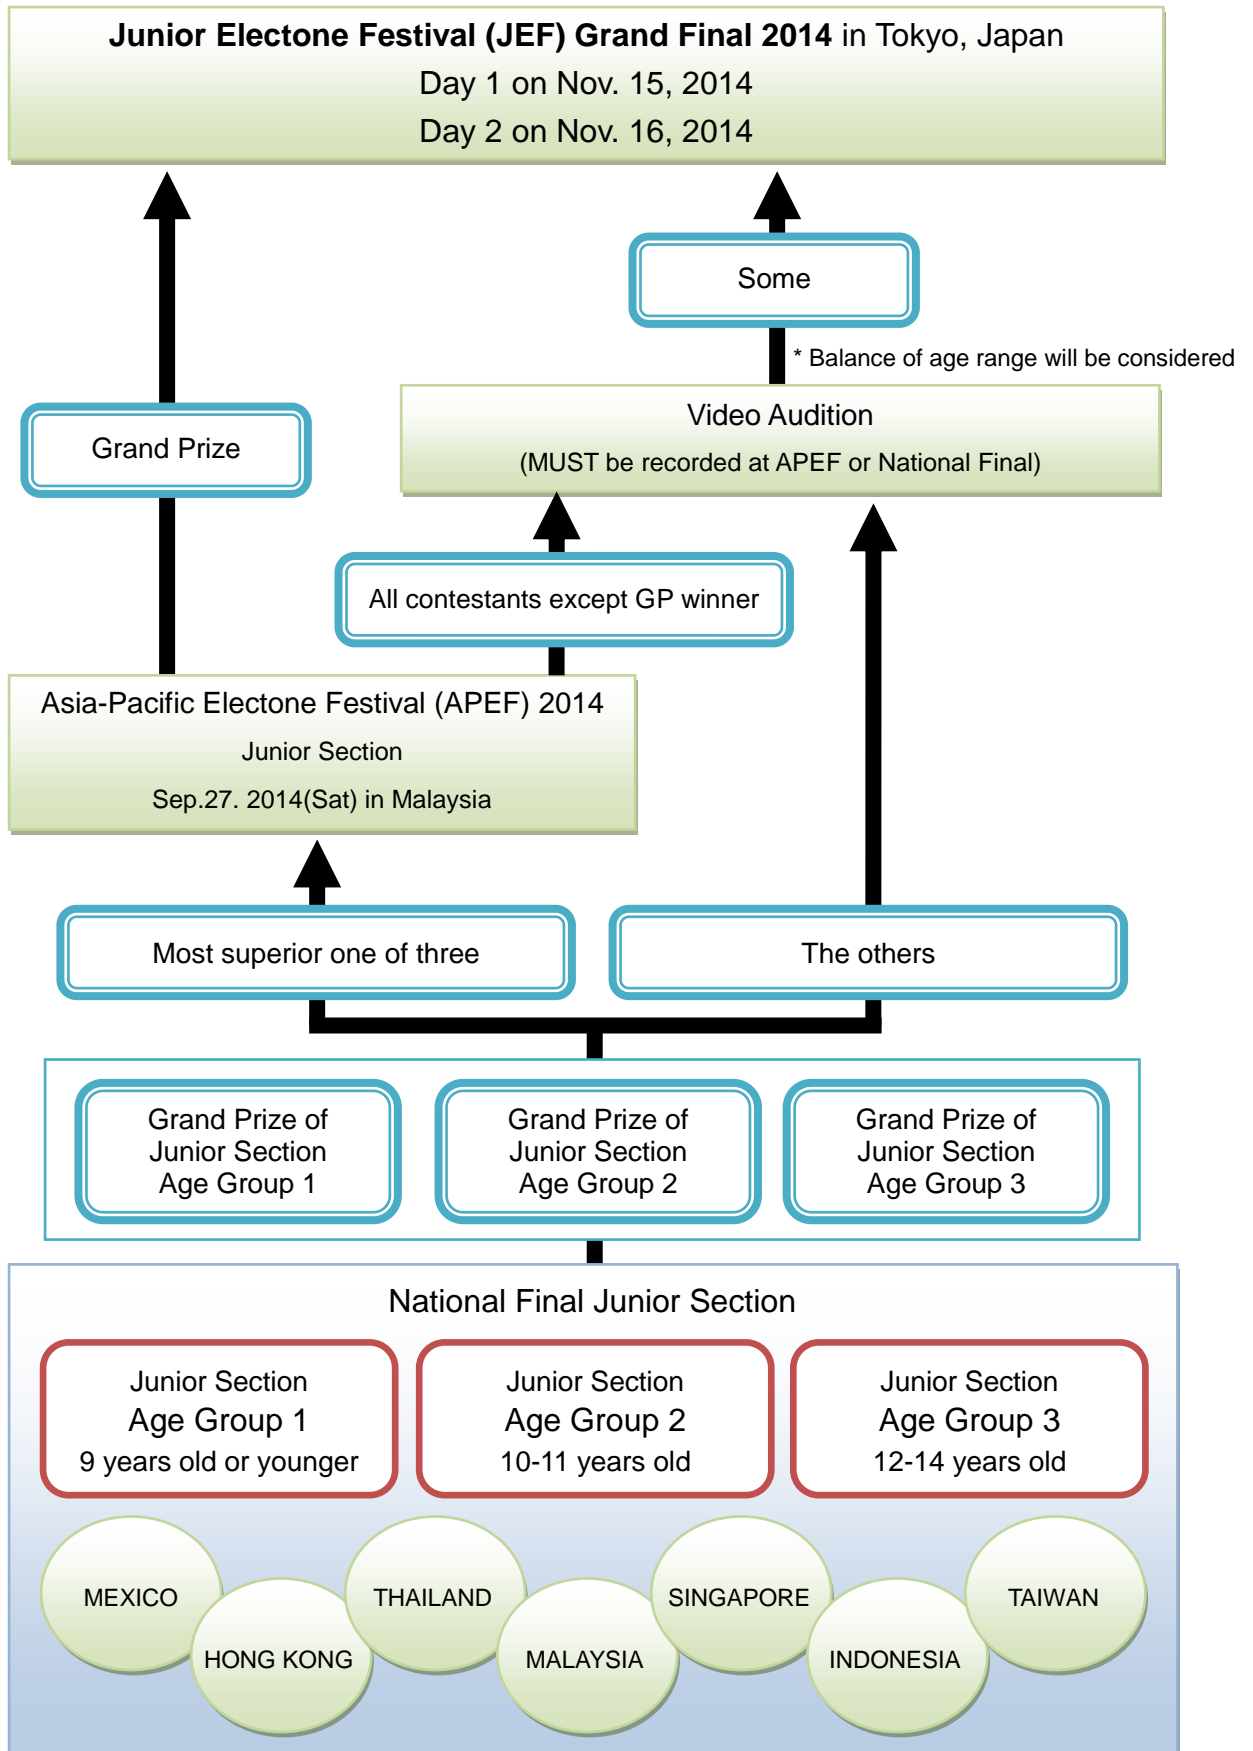 Junior Electone Festival (JEF) Grand Final 2014 in Tokyo, Japan
Day 1 on Nov. 15, 2014
Day 2 on Nov. 16, 2014
Some
* Balance of age range will be considered
Grand Prize
Video Audition
(MUST be recorded at APEF or National Final)
All contestants except GP winner
Asia-Pacific Electone Festival (APEF) 2014
Junior Section
Sep.27. 2014(Sat) in Malaysia
Most superior one of three
The others
Grand Prize of
Junior Section
Age Group 1
Grand Prize of
Junior Section
Age Group 2
Grand Prize of
Junior Section
Age Group 3
National Final Junior Section
Junior Section
Age Group 1
9 years old or younger
Junior Section
Age Group 2
10-11 years old
Junior Section
Age Group 3
12-14 years old
MEXICO
HONG KONG
THAILAND
MALAYSIA
SINGAPORE
INDONESIA
TAIWAN